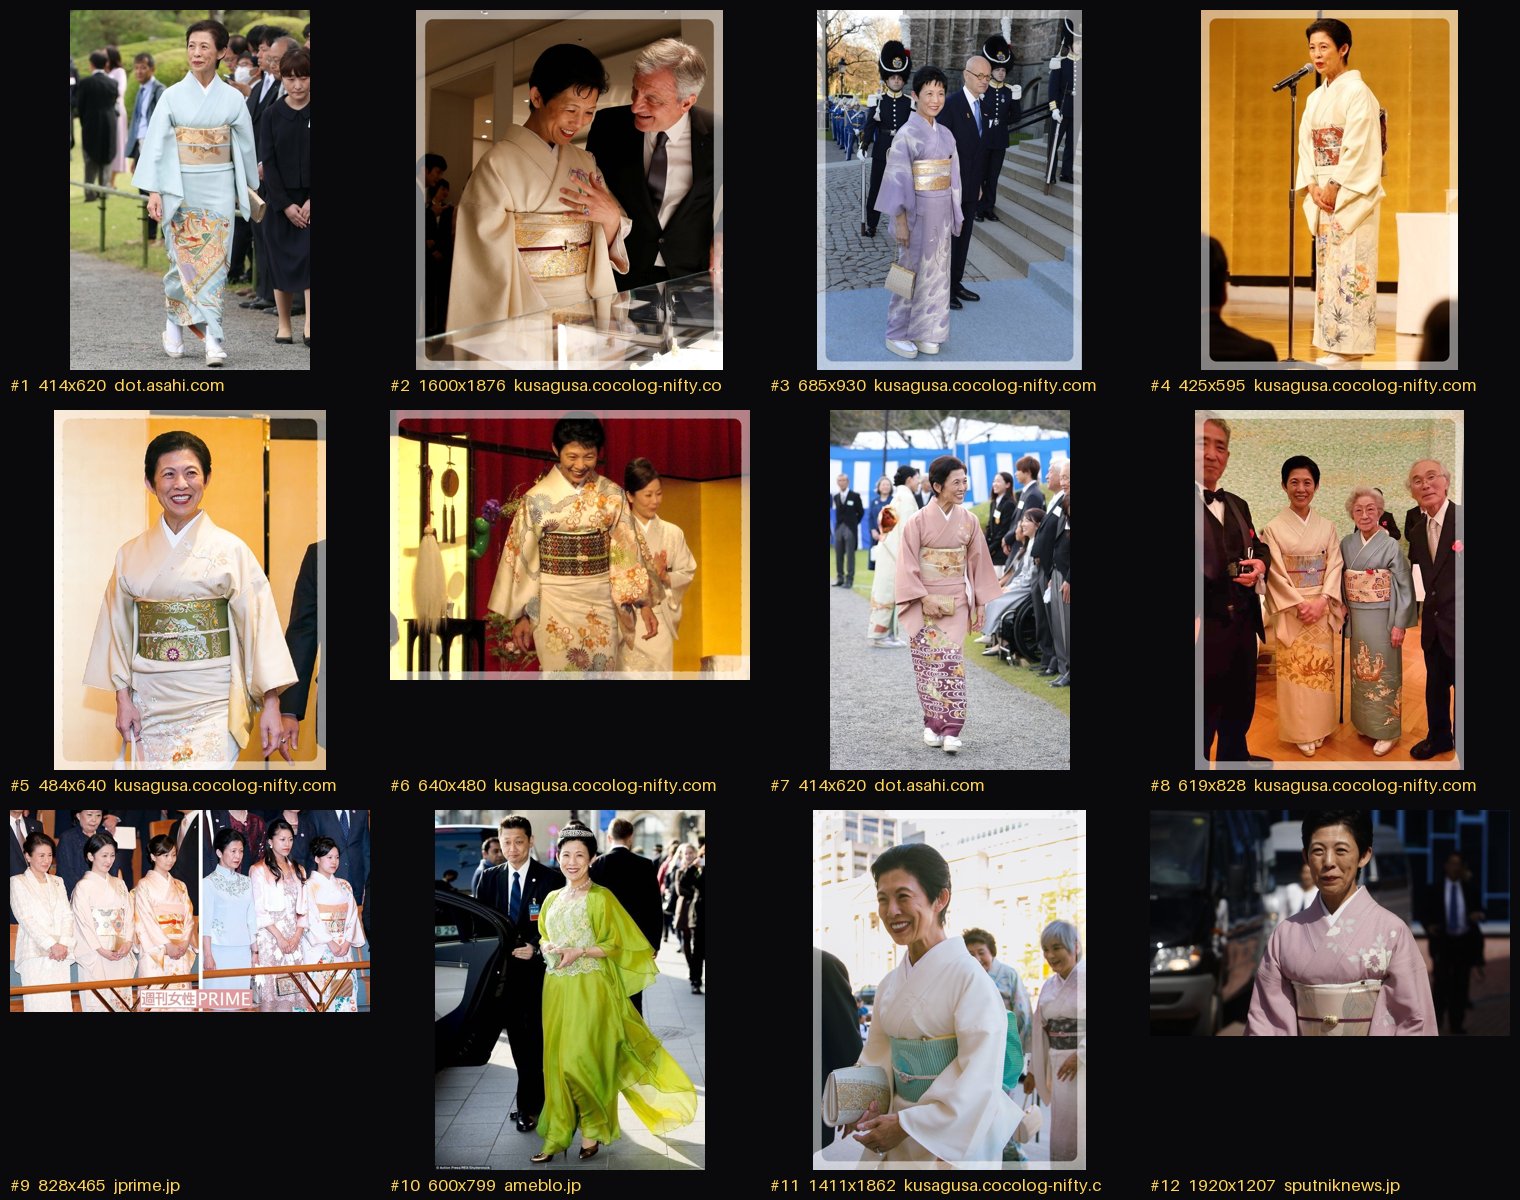 #1 414x620 dot.asahi.com
#2 1600x1876 kusagusa.cocolog-nifty.co
#3 685x930 kusagusa.cocolog-nifty.com
#4 425x595 kusagusa.cocolog-nifty.com
#5 484x640 kusagusa.cocolog-nifty.com
#6 640x480 kusagusa.cocolog-nifty.com
#7 414x620 dot.asahi.com
#8 619x828 kusagusa.cocolog-nifty.com
週刊女性PRIME
#9 828x465 jprime.jp
#10 600x799 ameblo.jp
#11 1411x1862 kusagusa.cocolog-nifty.c
#12 1920x1207 sputniknews.jp